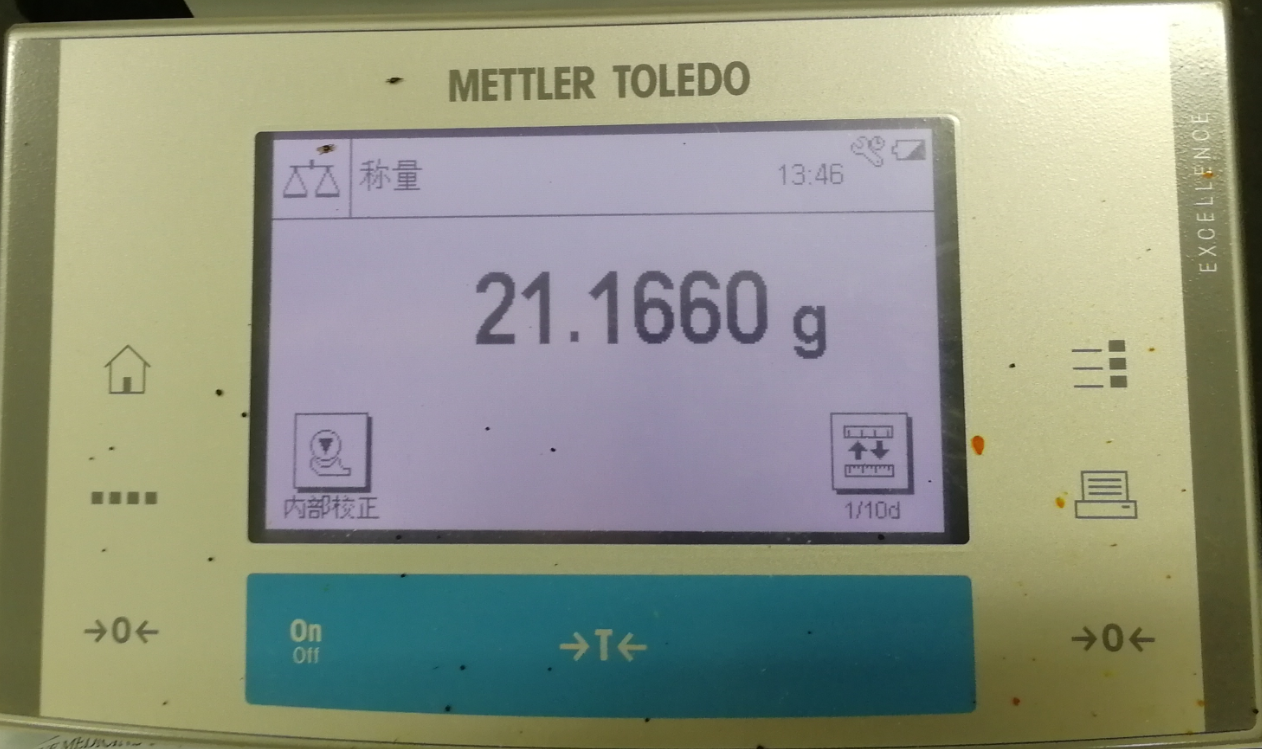 METTLER TOLEDO
称量
13:46
21.1660 g
内部校正
1/10d
EXCELLENCE
→0←
On
Off
→T←
→0←